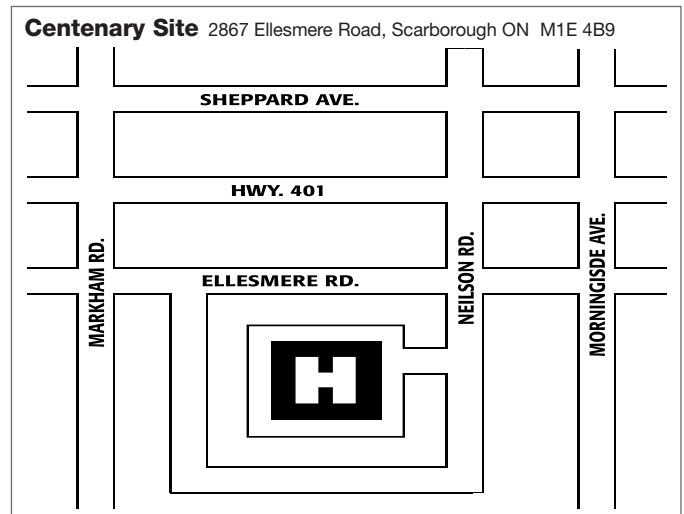 Centenary Site 2867 Ellesmere Road, Scarborough ON M1E 4B9
SHEPPARD AVE.
HWY. 401
ELLESMERE RD.
MARKHAM RD.
NEILSON RD.
MORNINGISDE AVE.
H